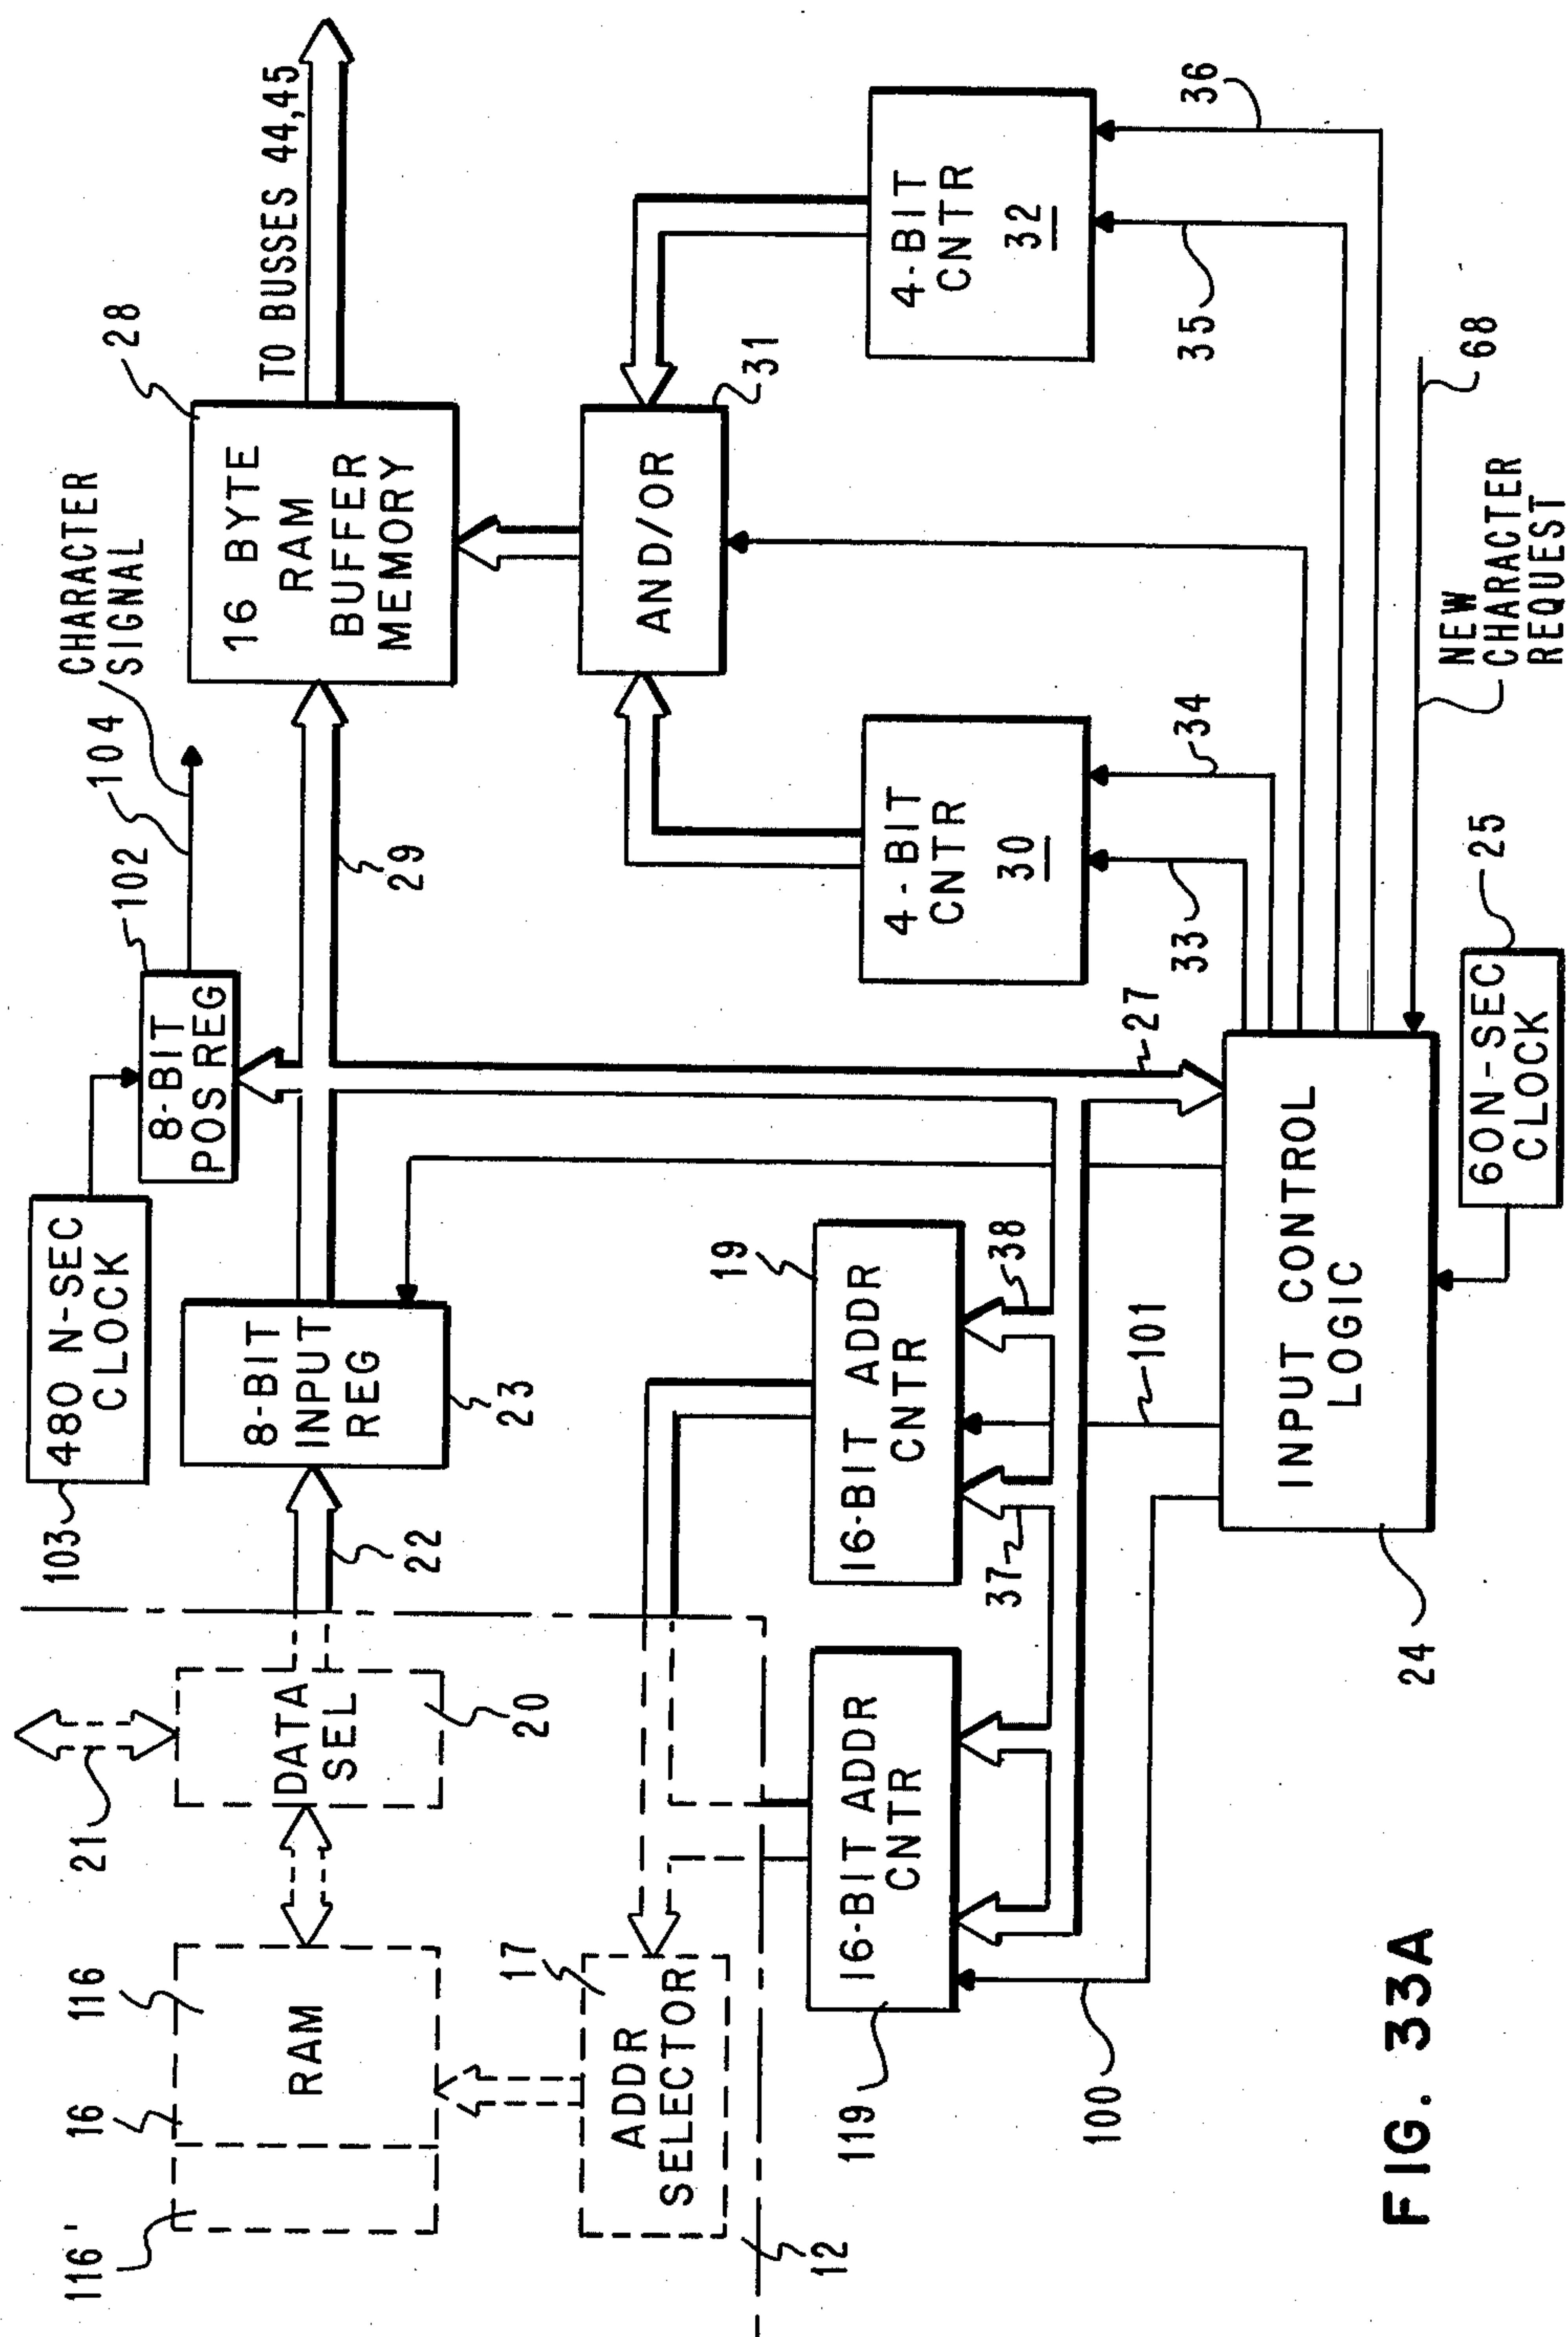 116'
16
116
RAM
21
DATA
SEL
20
22
103
480 N-SEC
CLOCK
8-BIT
INPUT
REG
23
102
8-BIT
POS REG
104
CHARACTER
SIGNAL
29
28
16 BYTE
RAM
BUFFER
MEMORY
TO BUSSES 44,45
17
ADDR
SELECTOR
12
119
16-BIT ADDR
CNTR
19
16-BIT ADDR
CNTR
37
38
27
4-BIT
CNTR
30
33
34
AND/OR
31
4-BIT
CNTR
32
35
36
100
101
24
INPUT CONTROL
LOGIC
60N-SEC
CLOCK
25
NEW
CHARACTER
REQUEST
68
FIG. 33A